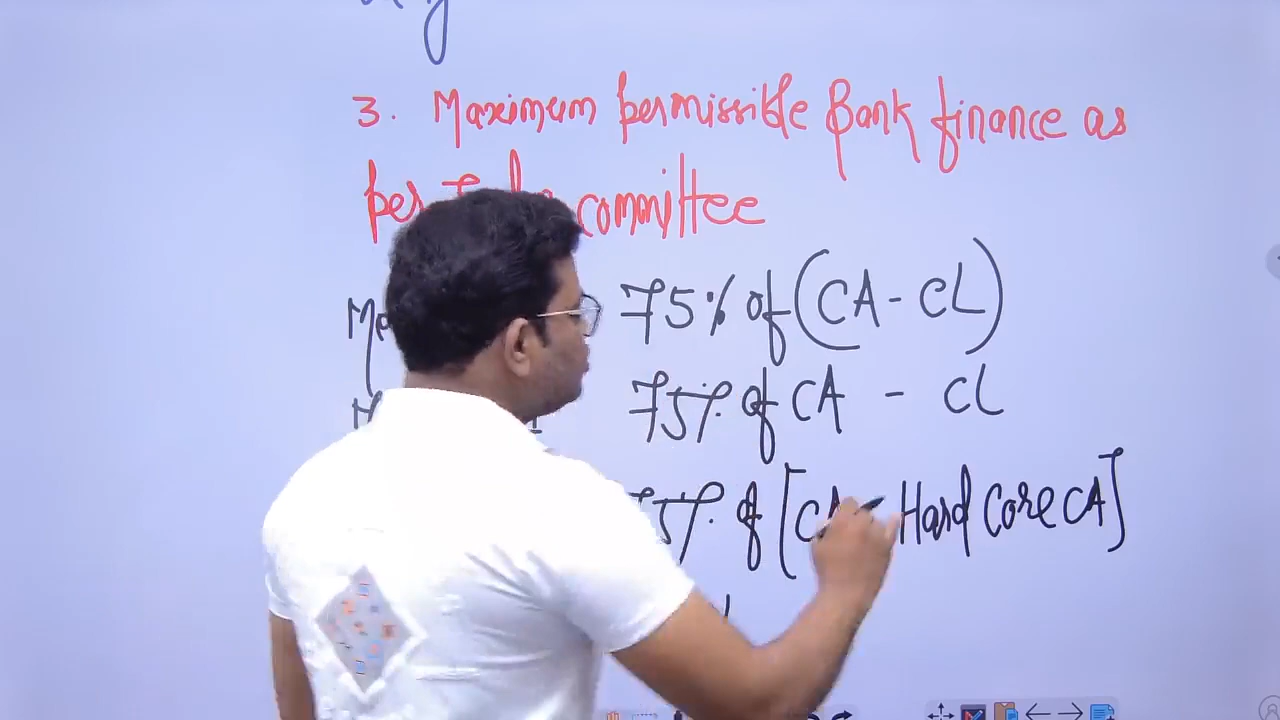 3. Maximum permissible Bank finance as
per committee
75% of (CA - CL)
75% of CA - CL
75% of [CA Hard Core CA]